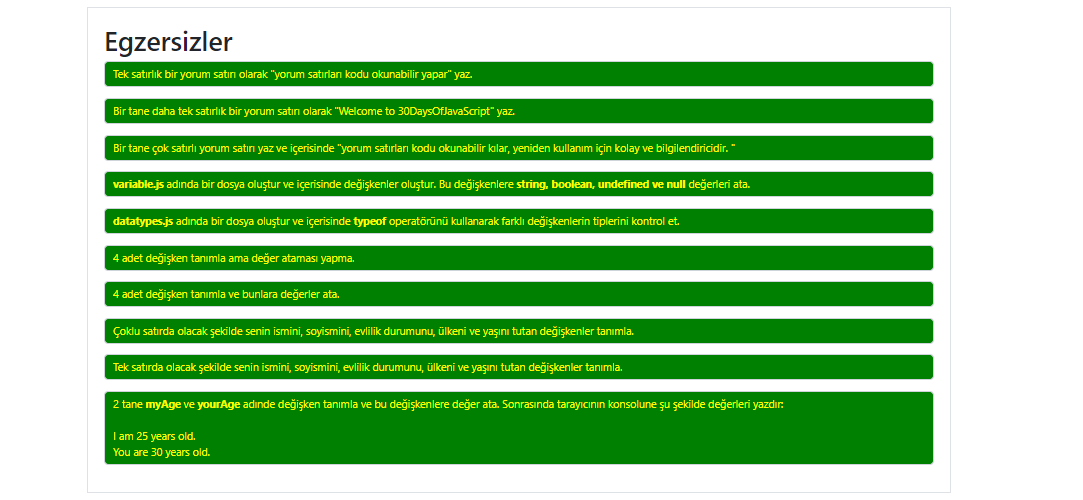 Egzersizler
Tek satırlık bir yorum satırı olarak "yorum satırları kodu okunabilir yapar" yaz.
Bir tane daha tek satırlık bir yorum satırı olarak "Welcome to 30DaysOfJavaScript" yaz.
Bir tane çok satırlı yorum satırı yaz ve içerisinde "yorum satırları kodu okunabilir kılar, yeniden kullanım için kolay ve bilgilendiricidir. "
variable.js adında bir dosya oluştur ve içerisinde değişkenler oluştur. Bu değişkenlere string, boolean, undefined ve null değerleri ata.
datatypes.js adında bir dosya oluştur ve içerisinde typeof operatörünü kullanarak farklı değişkenlerin tiplerini kontrol et.
4 adet değişken tanımla ama değer ataması yapma.
4 adet değişken tanımla ve bunlara değerler ata.
Çoklu satırda olacak şekilde senin ismini, soyismini, evlilik durumunu, ülkeni ve yaşını tutan değişkenler tanımla.
Tek satırda olacak şekilde senin ismini, soyismini, evlilik durumunu, ülkeni ve yaşını tutan değişkenler tanımla.
2 tane myAge ve yourAge adınde değişken tanımla ve bu değişkenlere değer ata. Sonrasında tarayıcının konsolune şu şekilde değerleri yazdır:
I am 25 years old.
You are 30 years old.